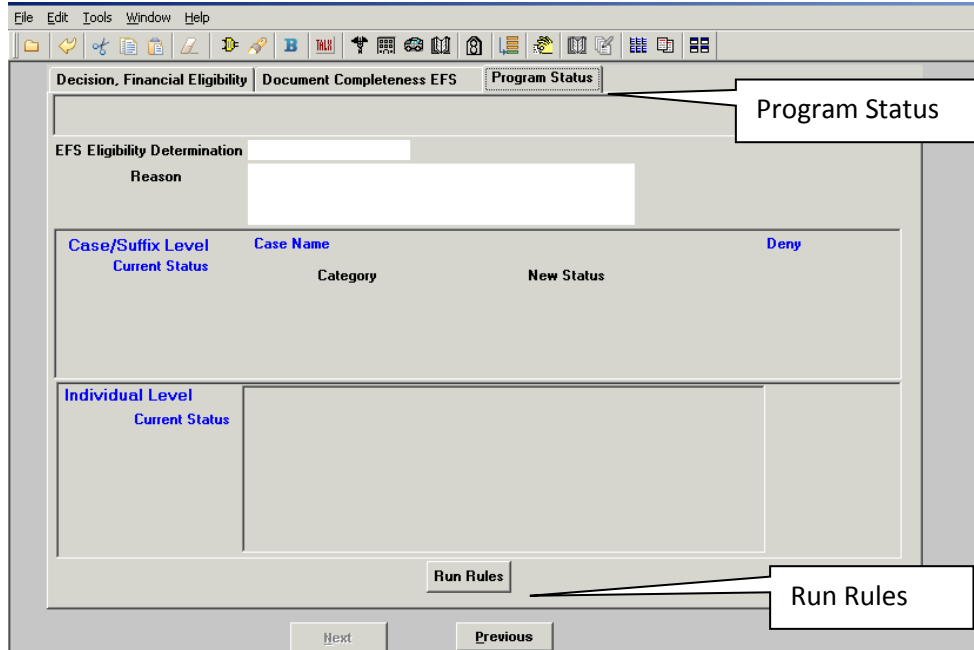 File Edit Tools Window Help
B TALK 8
Decision, Financial Eligibility Document Completeness EFS Program Status
Program Status
EFS Eligibility Determination
Reason
Case/Suffix Level Case Name Deny
Current Status
Category New Status
Individual Level
Current Status
Run Rules
Run Rules
Next Previous